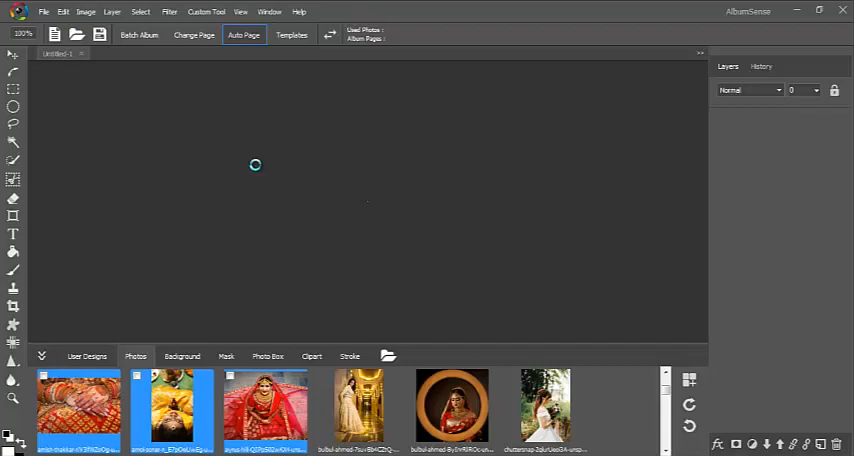 File Edit Image Layer Select Filter Custom Tool View Window Help AlbumSense
100% Batch Album Change Page Auto Page Templates Used Photos :
Album Pages :
Untitled-1 × >>
Layers History
Normal 0
User Designs Photos Background Mask Photo Box Clipart Stroke
fx